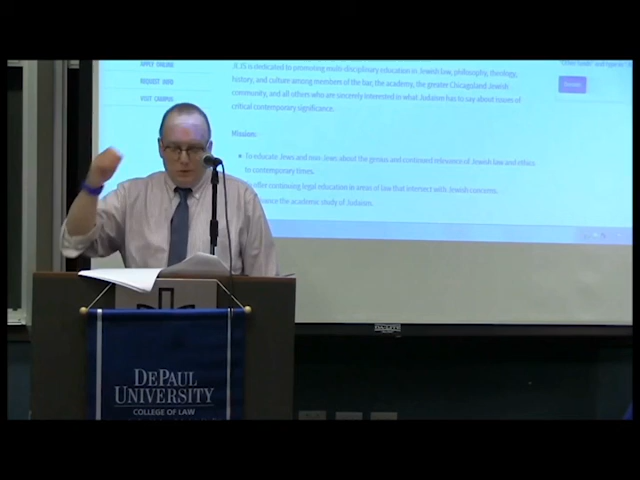 APPLY ONLINE
REQUEST INFO
VISIT CAMPUS
JLJS is dedicated to promoting multi-disciplinary education in Jewish law, philosophy, theology,
history, and culture among members of the bar, the academy, the greater Chicagoland Jewish
community, and all others who are sincerely interested in what Judaism has to say about issues of
critical contemporary significance.
Mission:
To educate Jews and non-Jews about the genius and continued relevance of Jewish law and ethics
to contemporary times.
offer continuing legal education in areas of law that intersect with Jewish concerns.
the academic study of Judaism.
DA-LITE
DEPAUL
UNIVERSITY
COLLEGE OF LAW